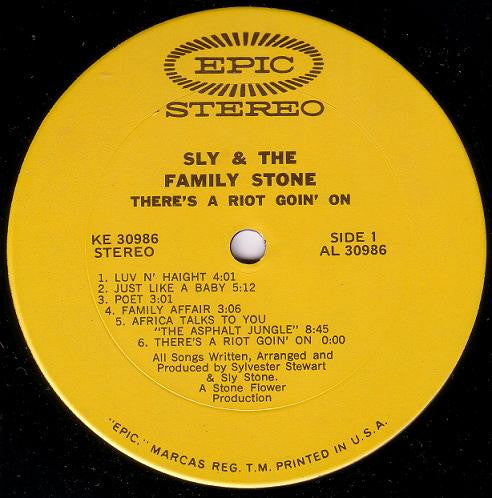 EPIC
STEREO
SLY & THE
FAMILY STONE
THERE'S A RIOT GOIN' ON
KE 30986
STEREO
SIDE 1
AL 30986
1. LUV N' HAIGHT 4:01
2. JUST LIKE A BABY 5:12
3. POET 3:01
4. FAMILY AFFAIR 3:06
5. AFRICA TALKS TO YOU
"THE ASPHALT JUNGLE" 8:45
6. THERE'S A RIOT GOIN' ON 0:00
All Songs Written, Arranged and
Produced by Sylvester Stewart
& Sly Stone.
A Stone Flower
Production
"EPIC," MARCAS REG. T.M. PRINTED IN U.S.A.